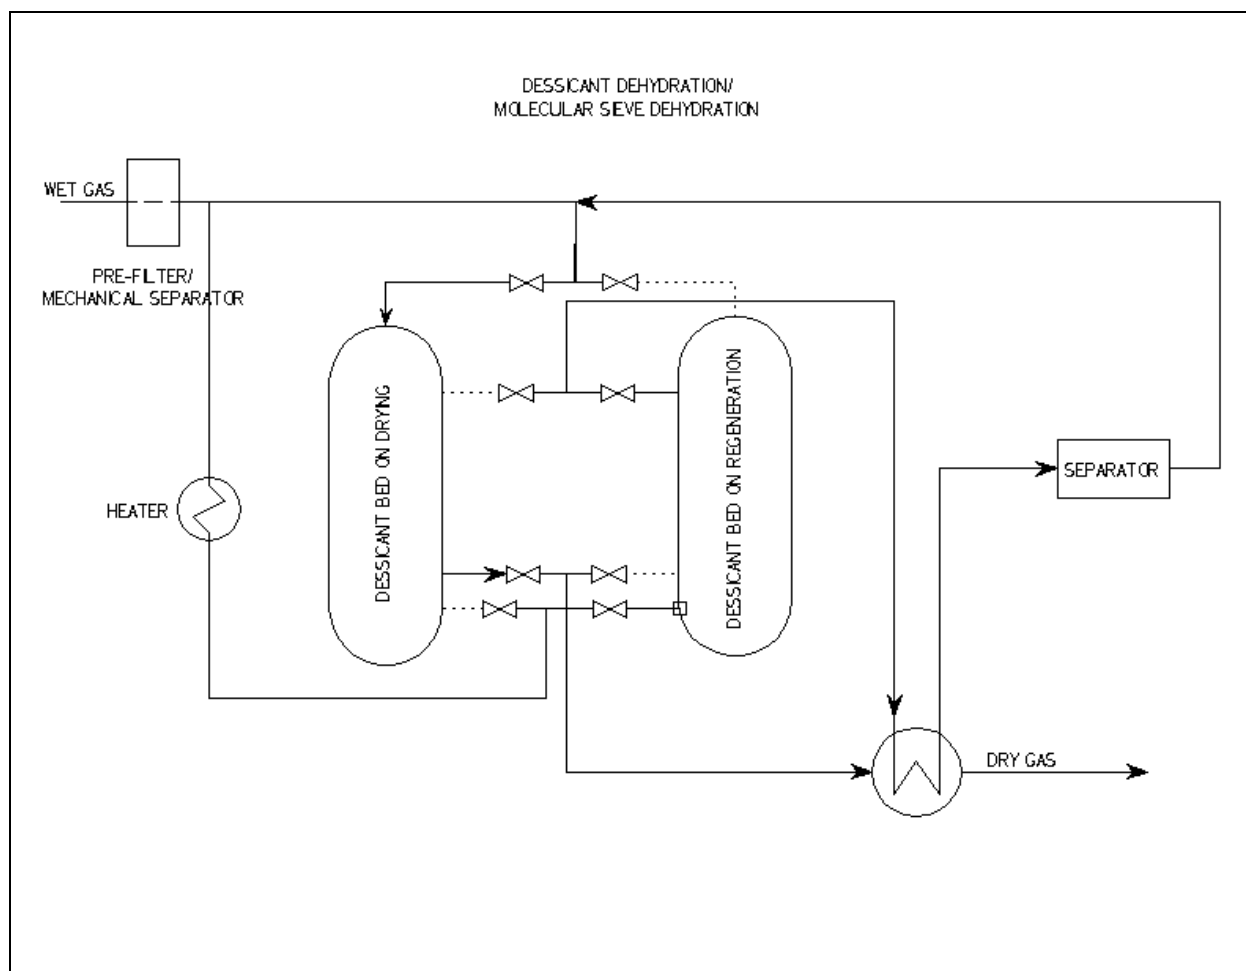 DESSICANT DEHYDRATION/
MOLECULAR SIEVE DEHYDRATION
WET GAS
PRE-FILTER/
MECHANICAL SEPARATOR
DESSICANT BED ON DRYING
DESSICANT BED ON REGENERATION
SEPARATOR
HEATER
DRY GAS